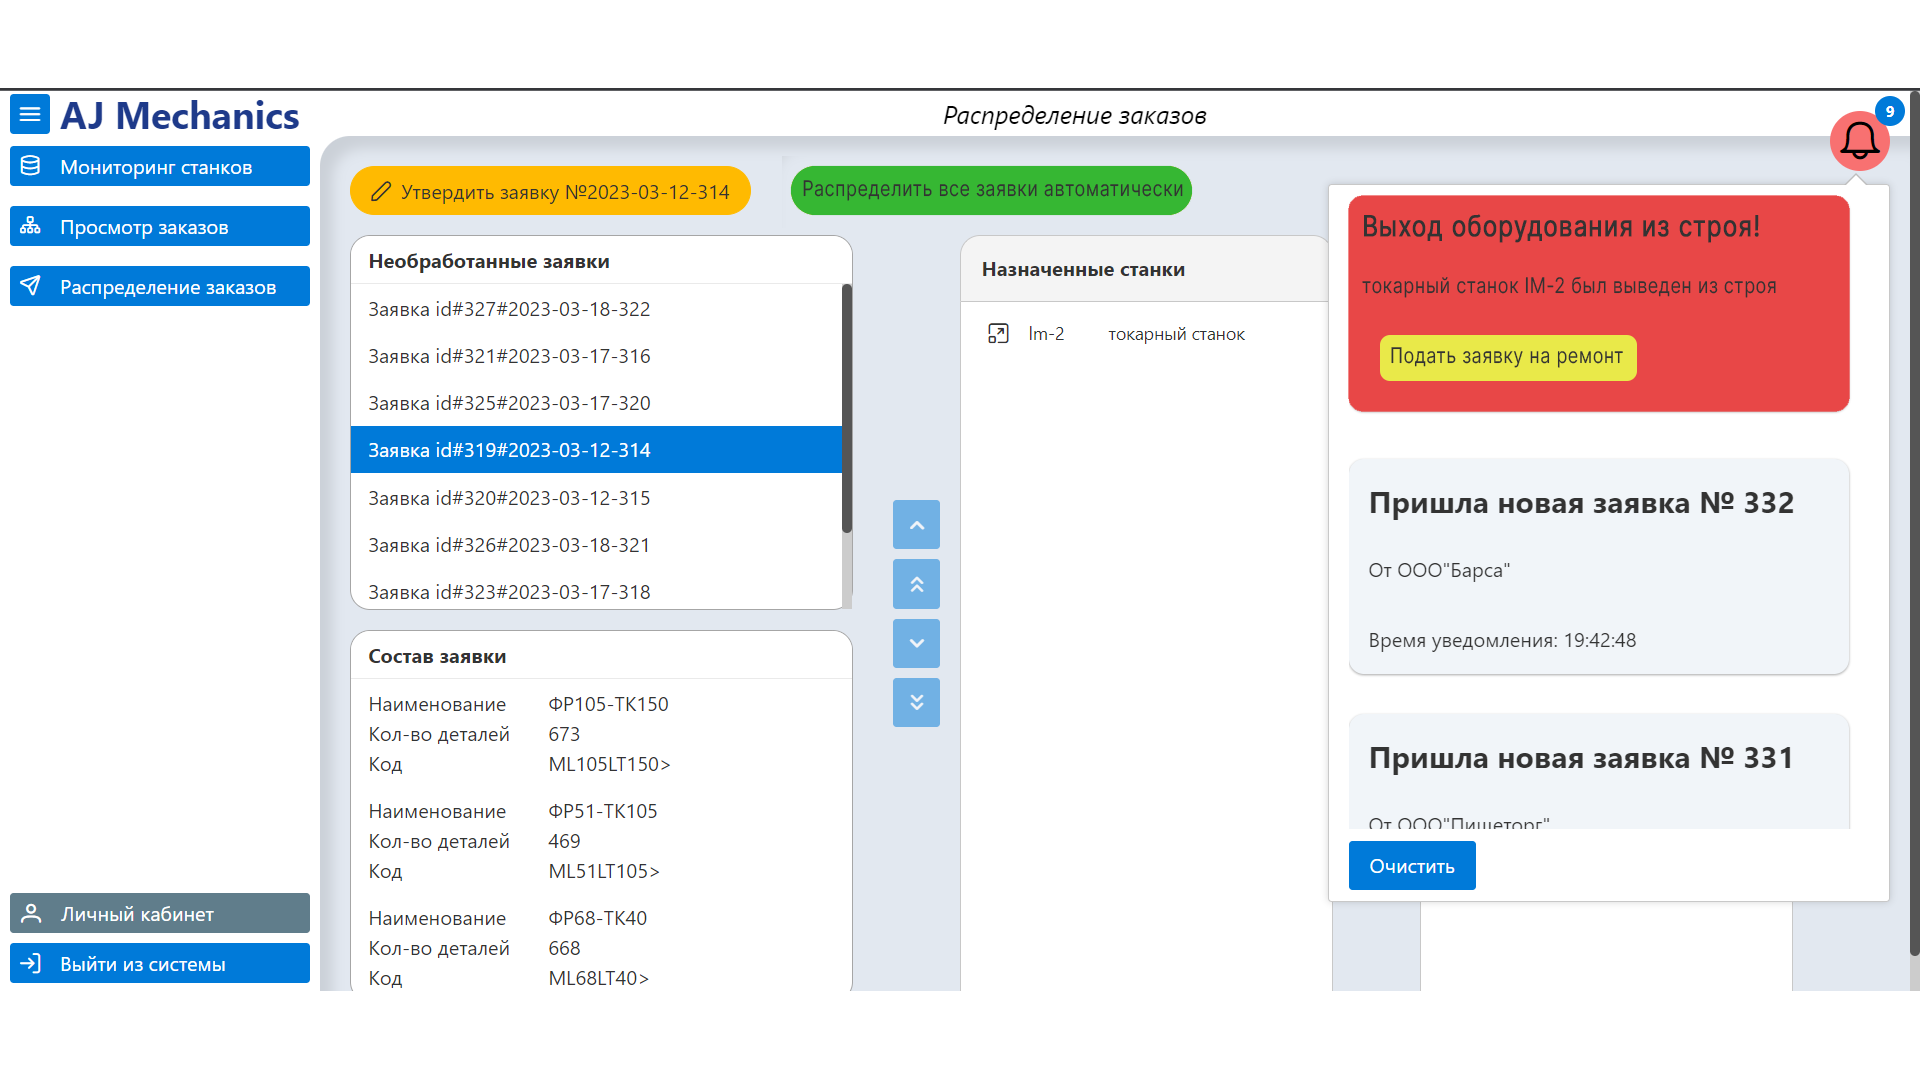 AJ Mechanics
Распределение заказов
9
Мониторинг станков
Просмотр заказов
Распределение заказов
Личный кабинет
Выйти из системы
Утвердить заявку №2023-03-12-314
Распределить все заявки автоматически
Необработанные заявки
Заявка id#327#2023-03-18-322
Заявка id#321#2023-03-17-316
Заявка id#325#2023-03-17-320
Заявка id#319#2023-03-12-314
Заявка id#320#2023-03-12-315
Заявка id#326#2023-03-18-321
Заявка id#323#2023-03-17-318
Состав заявки
Наименование ФР105-ТК150
Кол-во деталей 673
Код ML105LT150>
Наименование ФР51-ТК105
Кол-во деталей 469
Код ML51LT105>
Наименование ФР68-ТК40
Кол-во деталей 668
Код ML68LT40>
Назначенные станки
lm-2 токарный станок
Выход оборудования из строя!
токарный станок IM-2 был выведен из строя
Подать заявку на ремонт
Пришла новая заявка № 332
От ООО"Барса"
Время уведомления: 19:42:48
Пришла новая заявка № 331
От ООО"Пищеторг"
Очистить